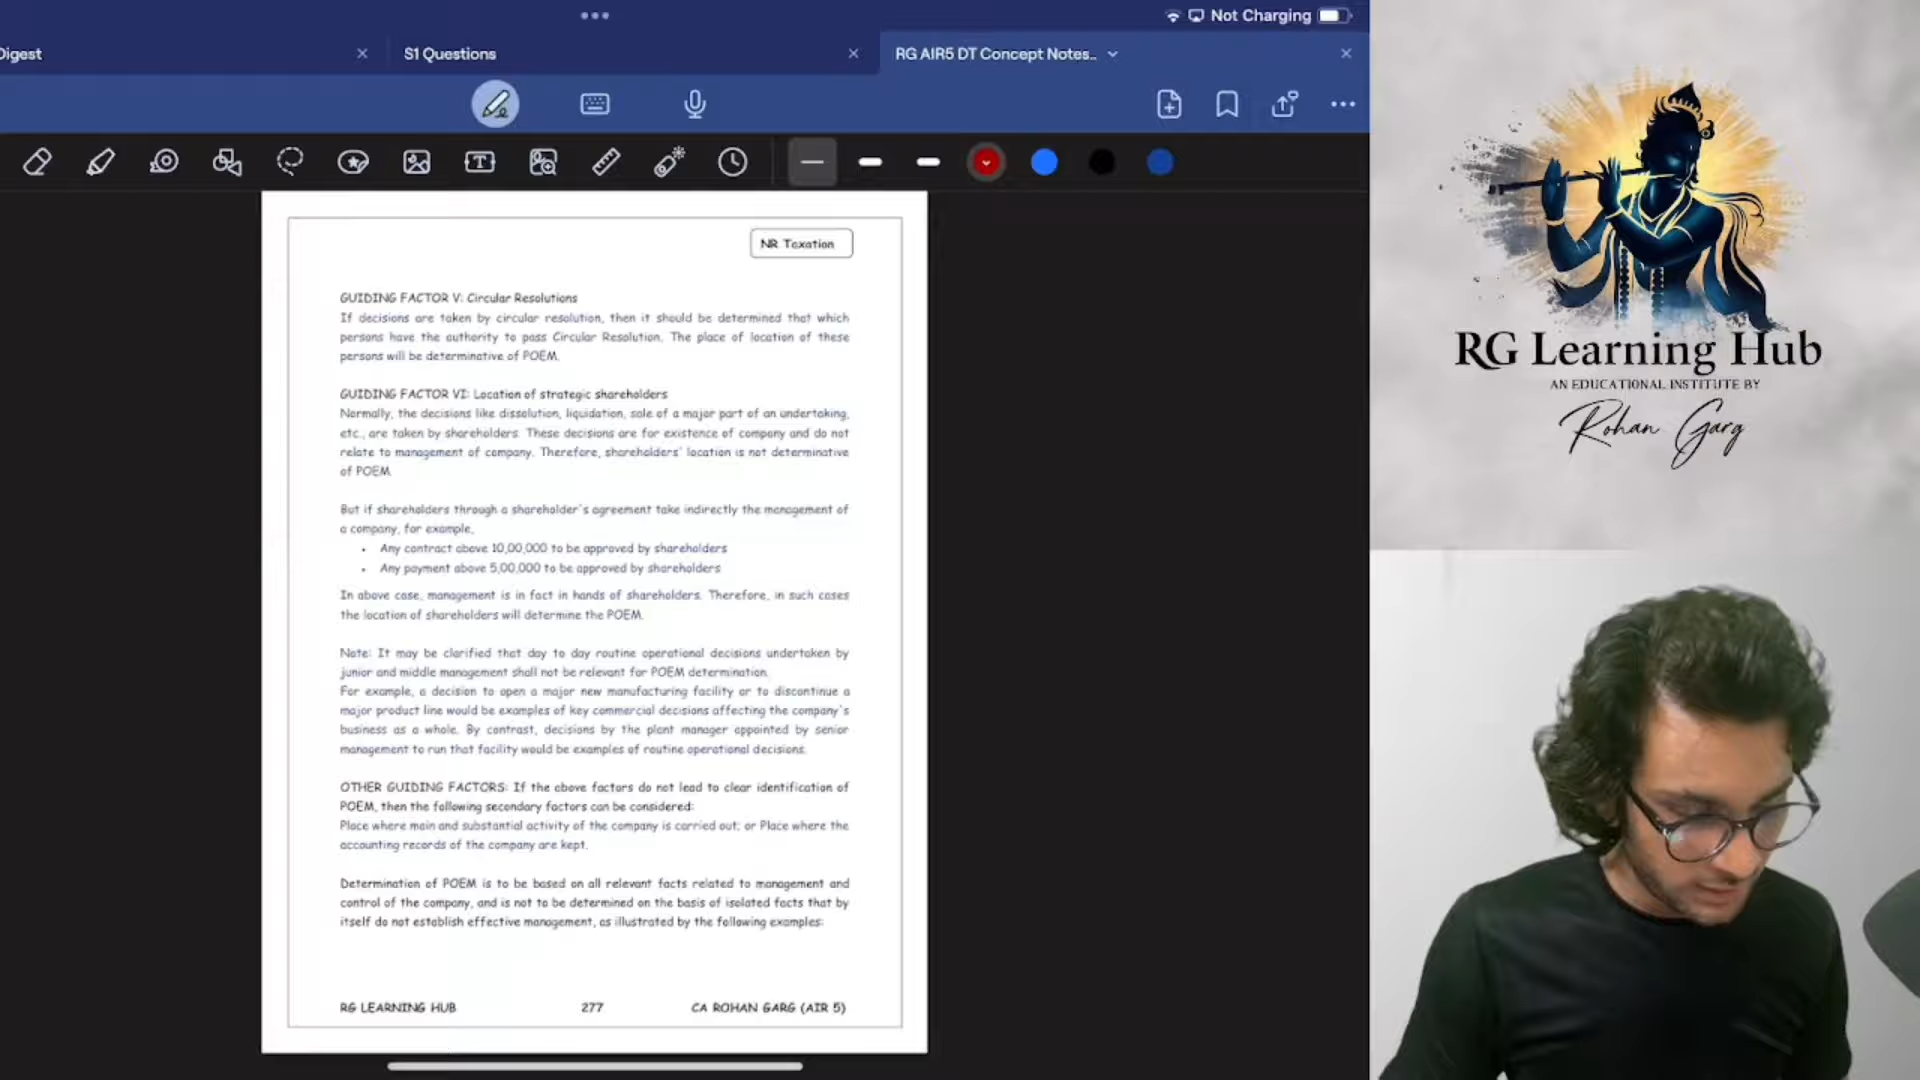 Not Charging
Digest
S1 Questions
RG AIR5 DT Concept Notes..
NR Taxation
GUIDING FACTOR V: Circular Resolutions
If decisions are taken by circular resolution, then it should be determined that which
persons have the authority to pass Circular Resolution. The place of location of these
persons will be determinative of POEM.
GUIDING FACTOR VI: Location of strategic shareholders
Normally, the decisions like dissolution, liquidation, sale of a major part of an undertaking,
etc., are taken by shareholders. These decisions are for existence of company and do not
relate to management of company. Therefore, shareholders' location is not determinative
of POEM.
But if shareholders through a shareholder's agreement take indirectly the management of
a company, for example,
• Any contract above 10,00,000 to be approved by shareholders
• Any payment above 5,00,000 to be approved by shareholders
In above case, management is in fact in hands of shareholders. Therefore, in such cases
the location of shareholders will determine the POEM.
Note: It may be clarified that day to day routine operational decisions undertaken by
junior and middle management shall not be relevant for POEM determination.
For example, a decision to open a major new manufacturing facility or to discontinue a
major product line would be examples of key commercial decisions affecting the company's
business as a whole. By contrast, decisions by the plant manager appointed by senior
management to run that facility would be examples of routine operational decisions.
OTHER GUIDING FACTORS: If the above factors do not lead to clear identification of
POEM, then the following secondary factors can be considered:
Place where main and substantial activity of the company is carried out; or Place where the
accounting records of the company are kept.
Determination of POEM is to be based on all relevant facts related to management and
control of the company, and is not to be determined on the basis of isolated facts that by
itself do not establish effective management, as illustrated by the following examples:
RG LEARNING HUB 277 CA ROHAN GARG (AIR 5)
RG Learning Hub
AN EDUCATIONAL INSTITUTE BY
Rohan Garg